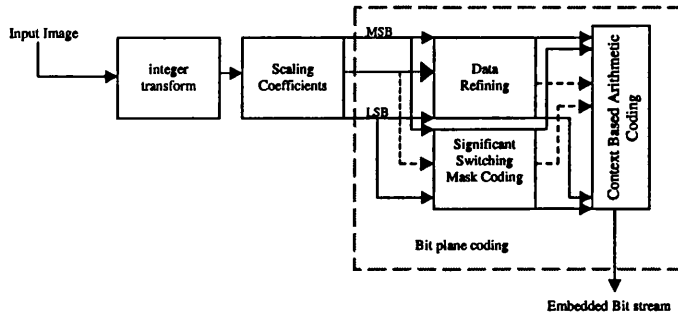 Input Image
integer
transform
Scaling
Coefficients
MSB
LSB
Data
Refining
Significant
Switching
Mask Coding
Context Based Arithmetic
Coding
Bit plane coding
Embedded Bit stream